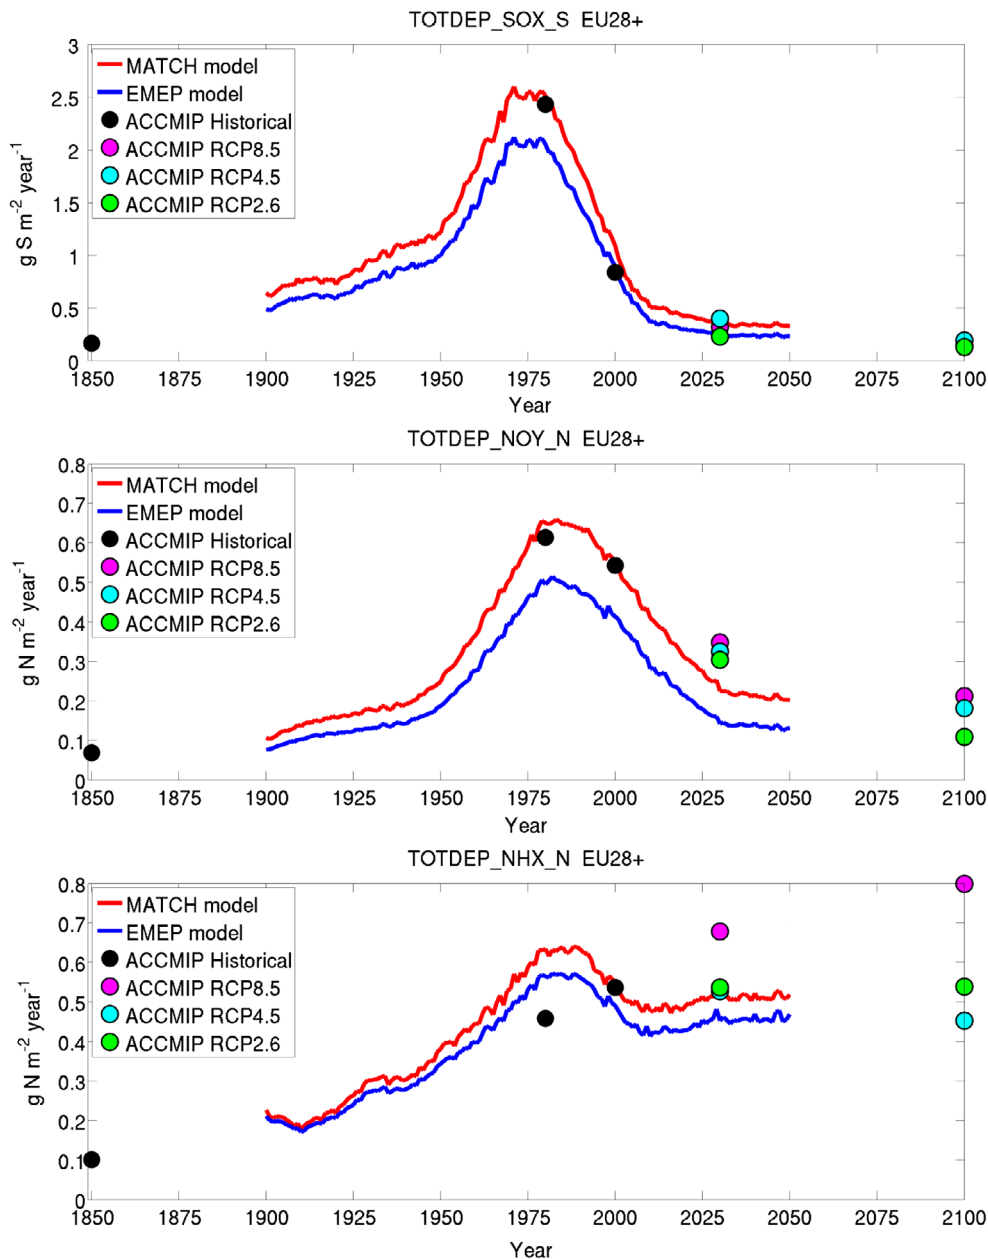 TOTDEP_SOX_S EU28+
g S m-2 year-1
3
2.5
2
1.5
1
0.5
0
MATCH model
EMEP model
ACCMIP Historical
ACCMIP RCP8.5
ACCMIP RCP4.5
ACCMIP RCP2.6
1850 1875 1900 1925 1950 1975 2000 2025 2050 2075 2100
Year
TOTDEP_NOY_N EU28+
g N m-2 year-1
0.8
0.7
0.6
0.5
0.4
0.3
0.2
0.1
0
MATCH model
EMEP model
ACCMIP Historical
ACCMIP RCP8.5
ACCMIP RCP4.5
ACCMIP RCP2.6
1850 1875 1900 1925 1950 1975 2000 2025 2050 2075 2100
Year
TOTDEP_NHX_N EU28+
g N m-2 year-1
0.8
0.7
0.6
0.5
0.4
0.3
0.2
0.1
0
MATCH model
EMEP model
ACCMIP Historical
ACCMIP RCP8.5
ACCMIP RCP4.5
ACCMIP RCP2.6
1850 1875 1900 1925 1950 1975 2000 2025 2050 2075 2100
Year